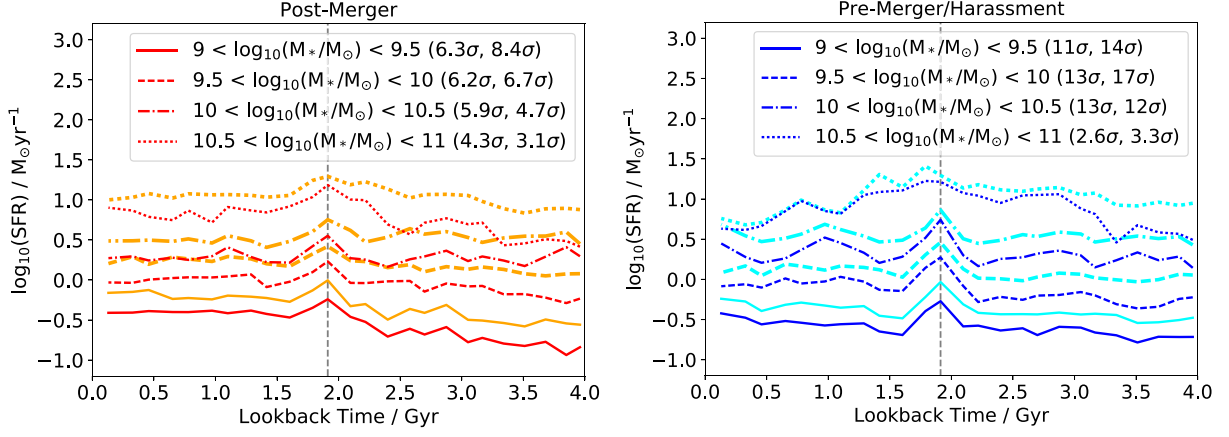 Post-Merger
3.0
2.5
2.0
1.5
1.0
0.5
0.0
−0.5
−1.0
log₁₀(SFR) / M⊙yr⁻¹
9 < log₁₀(M*/M⊙) < 9.5 (6.3σ, 8.4σ)
9.5 < log₁₀(M*/M⊙) < 10 (6.2σ, 6.7σ)
10 < log₁₀(M*/M⊙) < 10.5 (5.9σ, 4.7σ)
10.5 < log₁₀(M*/M⊙) < 11 (4.3σ, 3.1σ)
0.0 0.5 1.0 1.5 2.0 2.5 3.0 3.5 4.0
Lookback Time / Gyr
Pre-Merger/Harassment
3.0
2.5
2.0
1.5
1.0
0.5
0.0
−0.5
−1.0
log₁₀(SFR) / M⊙yr⁻¹
9 < log₁₀(M*/M⊙) < 9.5 (11σ, 14σ)
9.5 < log₁₀(M*/M⊙) < 10 (13σ, 17σ)
10 < log₁₀(M*/M⊙) < 10.5 (13σ, 12σ)
10.5 < log₁₀(M*/M⊙) < 11 (2.6σ, 3.3σ)
0.0 0.5 1.0 1.5 2.0 2.5 3.0 3.5 4.0
Lookback Time / Gyr